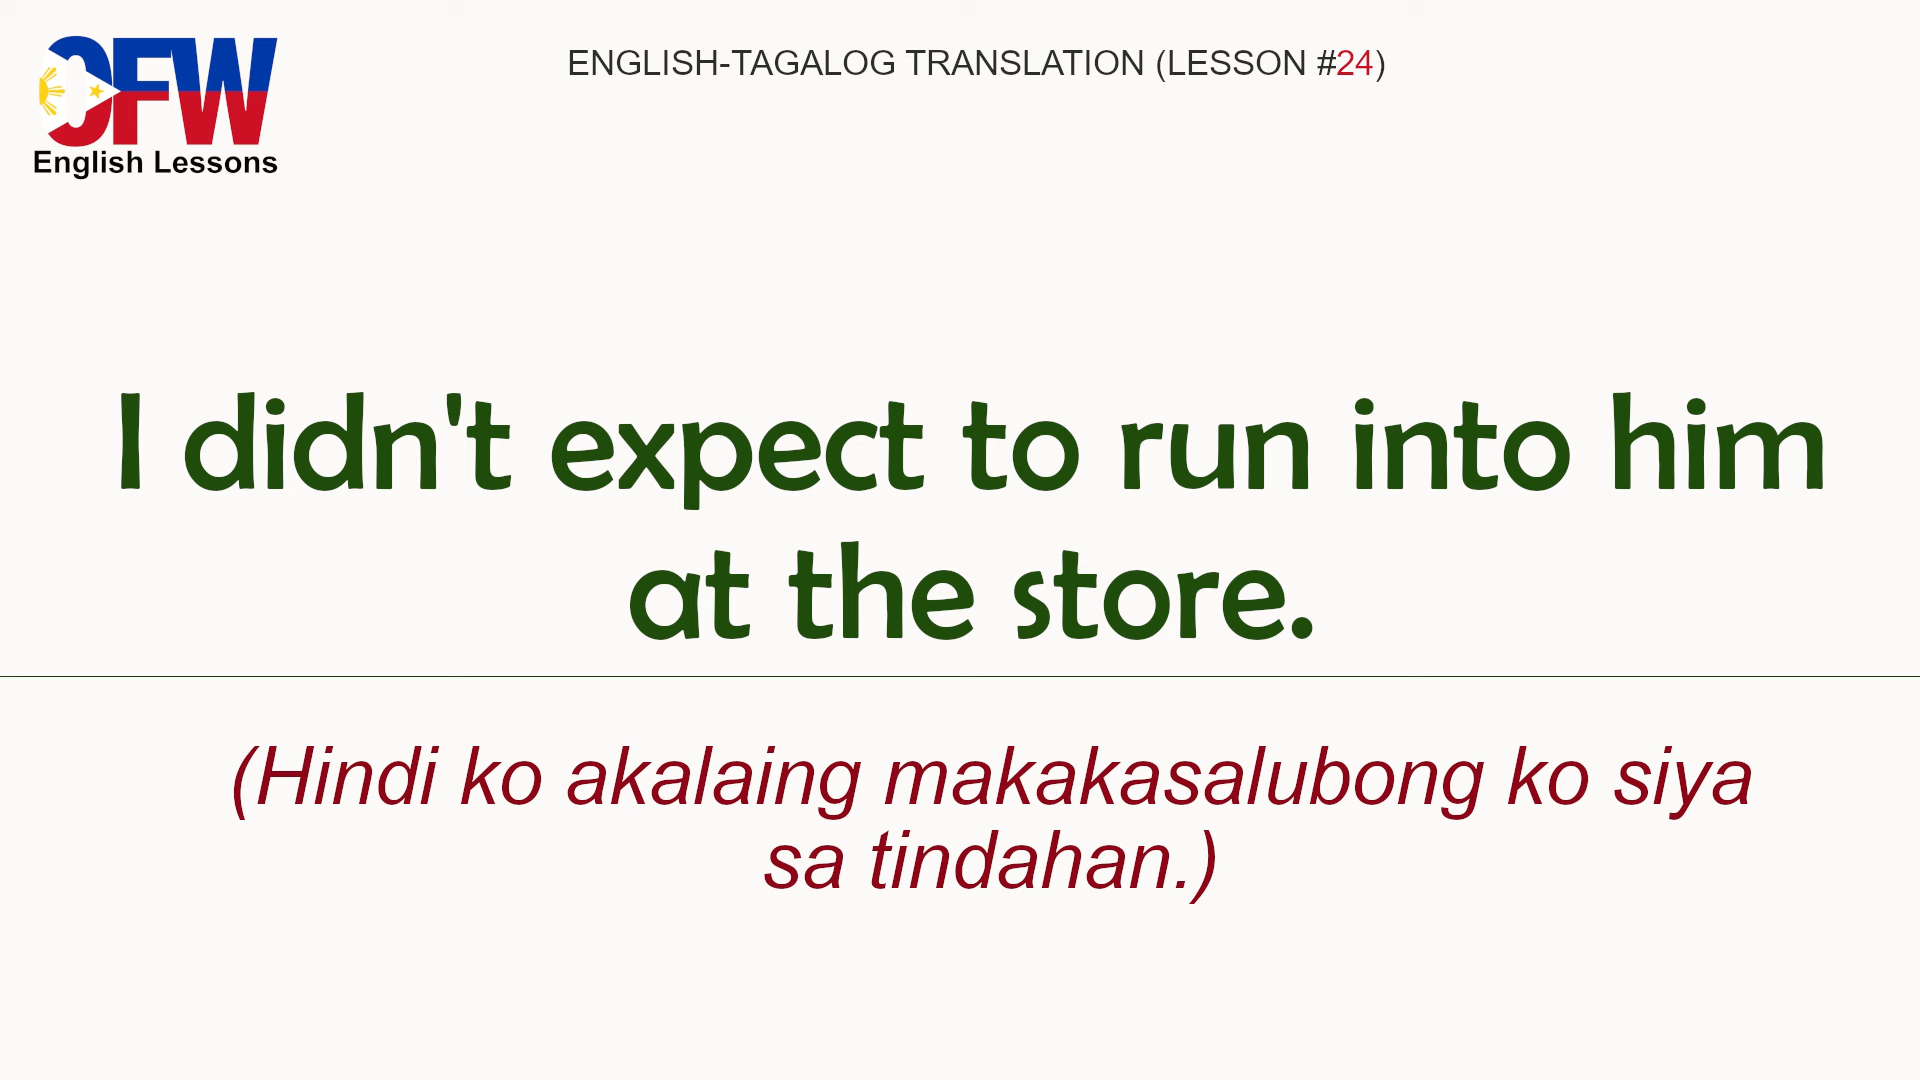 OFW
English Lessons
ENGLISH-TAGALOG TRANSLATION (LESSON #24)
I didn't expect to run into him
at the store.
(Hindi ko akalaing makakasalubong ko siya
sa tindahan.)